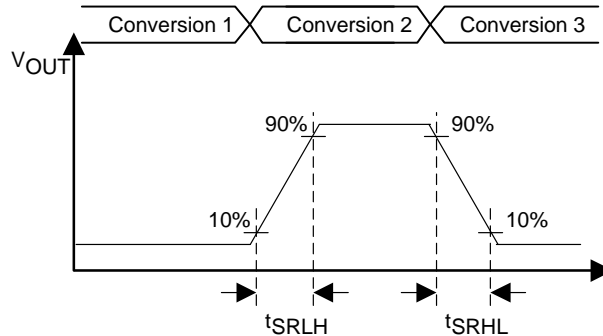 Conversion 1 Conversion 2 Conversion 3
VOUT
90% 90%
10% 10%
tSRLH tSRHL